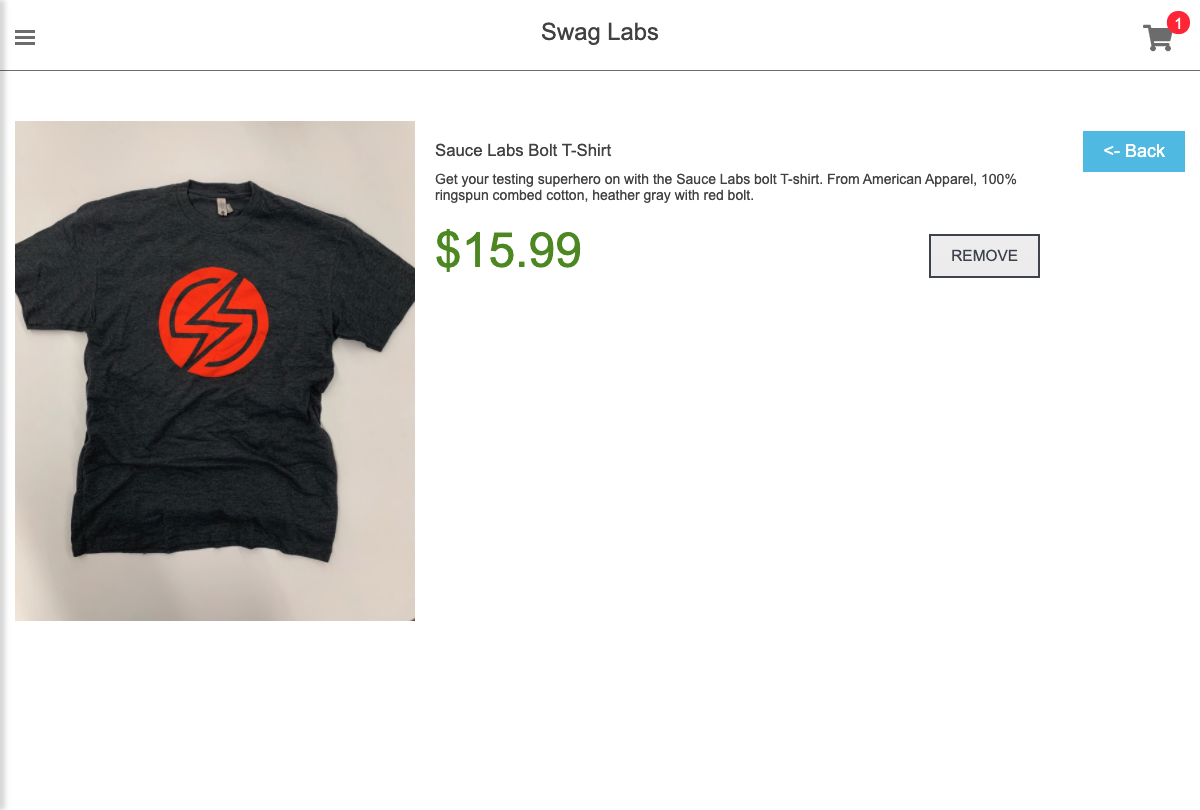 Swag Labs
1
Sauce Labs Bolt T-Shirt
<- Back
Get your testing superhero on with the Sauce Labs bolt T-shirt. From American Apparel, 100%
ringspun combed cotton, heather gray with red bolt.
$15.99
REMOVE